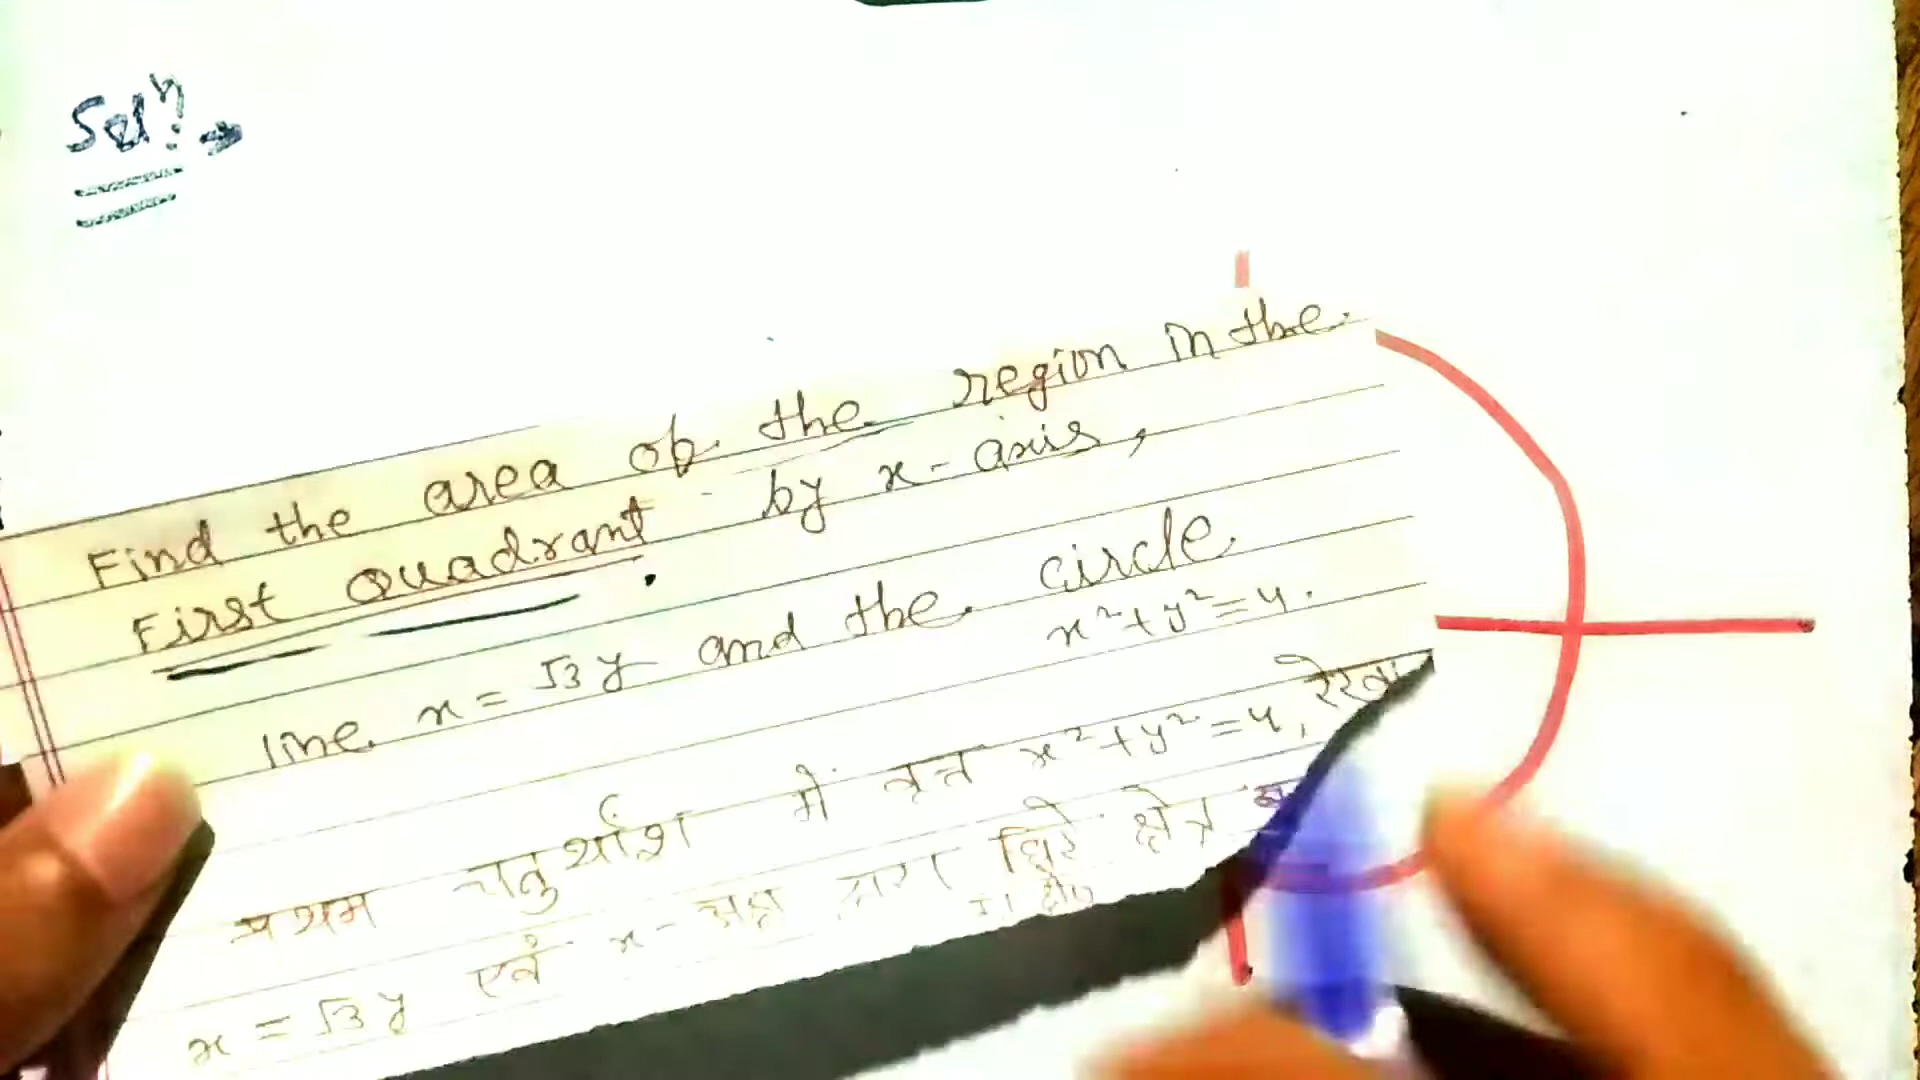 Solⁿ: →
Find the area of the region in the
First Quadrant by x-axis,
line x = √3 y and the circle
x²+y²=4.
प्रथम चतुर्थांश में वृत्त x²+y²=4, रेखा
x = √3 y एवं x-अक्ष द्वारा घिरे क्षेत्र